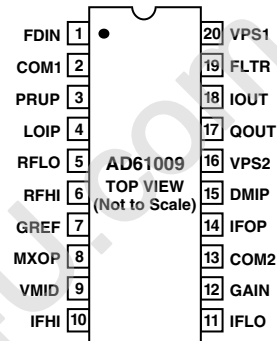 FDIN 1 20 VPS1
COM1 2 19 FLTR
PRUP 3 18 IOUT
LOIP 4 17 QOUT
RFLO 5 AD61009 16 VPS2
RFHI 6 TOP VIEW 15 DMIP
(Not to Scale)
GREF 7 14 IFOP
MXOP 8 13 COM2
VMID 9 12 GAIN
IFHI 10 11 IFLO